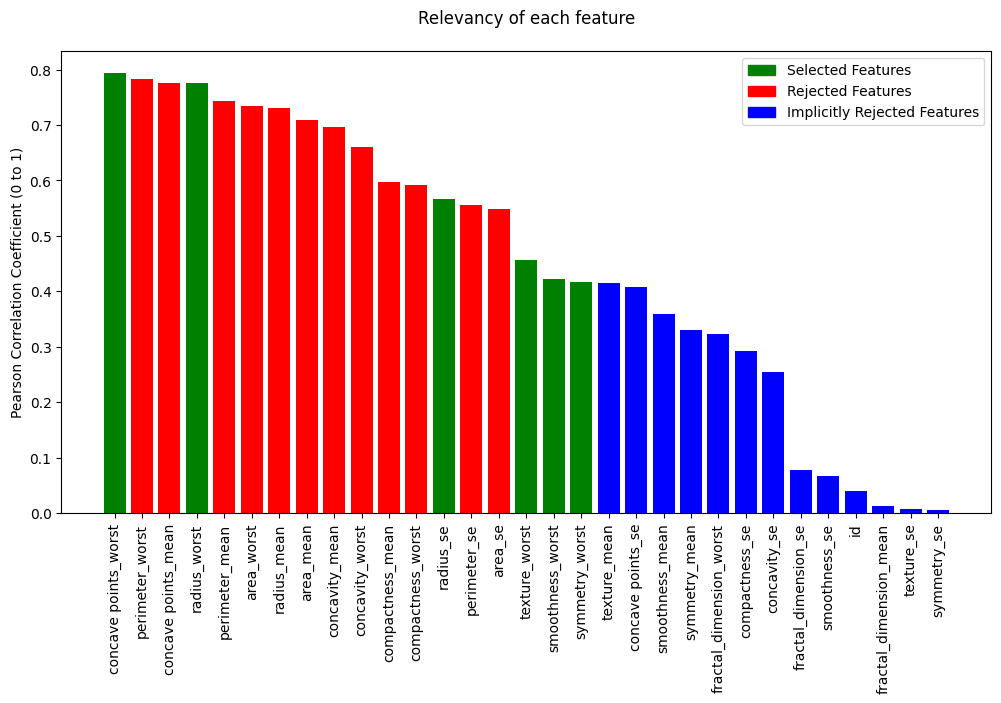 Relevancy of each feature
Pearson Correlation Coefficient (0 to 1)
0.8
0.7
0.6
0.5
0.4
0.3
0.2
0.1
0.0
Selected Features
Rejected Features
Implicitly Rejected Features
concave points_worst
perimeter_worst
concave points_mean
radius_worst
perimeter_mean
area_worst
radius_mean
area_mean
concavity_mean
concavity_worst
compactness_mean
compactness_worst
radius_se
perimeter_se
area_se
texture_worst
smoothness_worst
symmetry_worst
texture_mean
concave points_se
smoothness_mean
symmetry_mean
fractal_dimension_worst
compactness_se
concavity_se
fractal_dimension_se
smoothness_se
id
fractal_dimension_mean
texture_se
symmetry_se